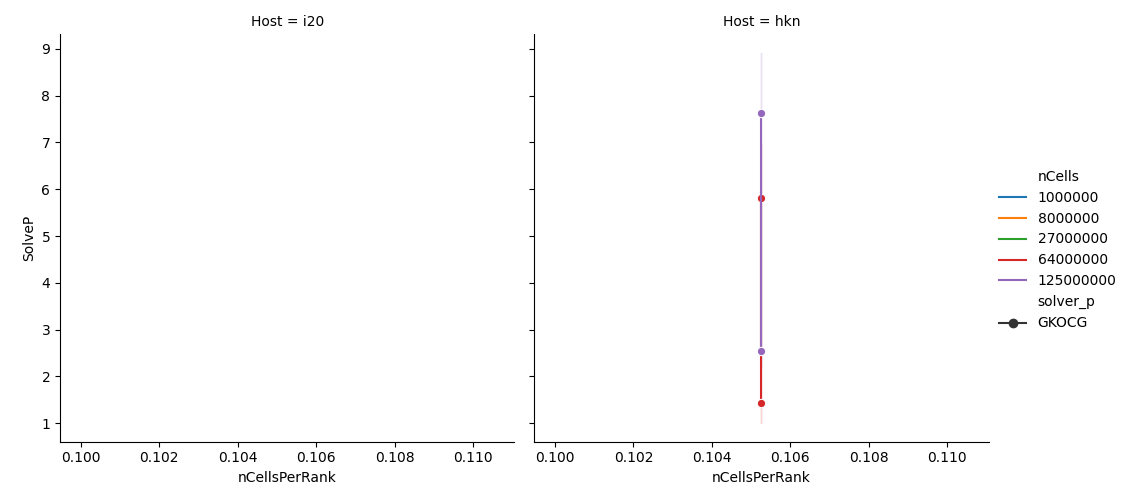 Host = i20
Host = hkn
9
8
7
6
5
4
3
2
1
SolveP
0.100 0.102 0.104 0.106 0.108 0.110
0.100 0.102 0.104 0.106 0.108 0.110
nCellsPerRank
nCellsPerRank
nCells
1000000
8000000
27000000
64000000
125000000
solver_p
GKOCG